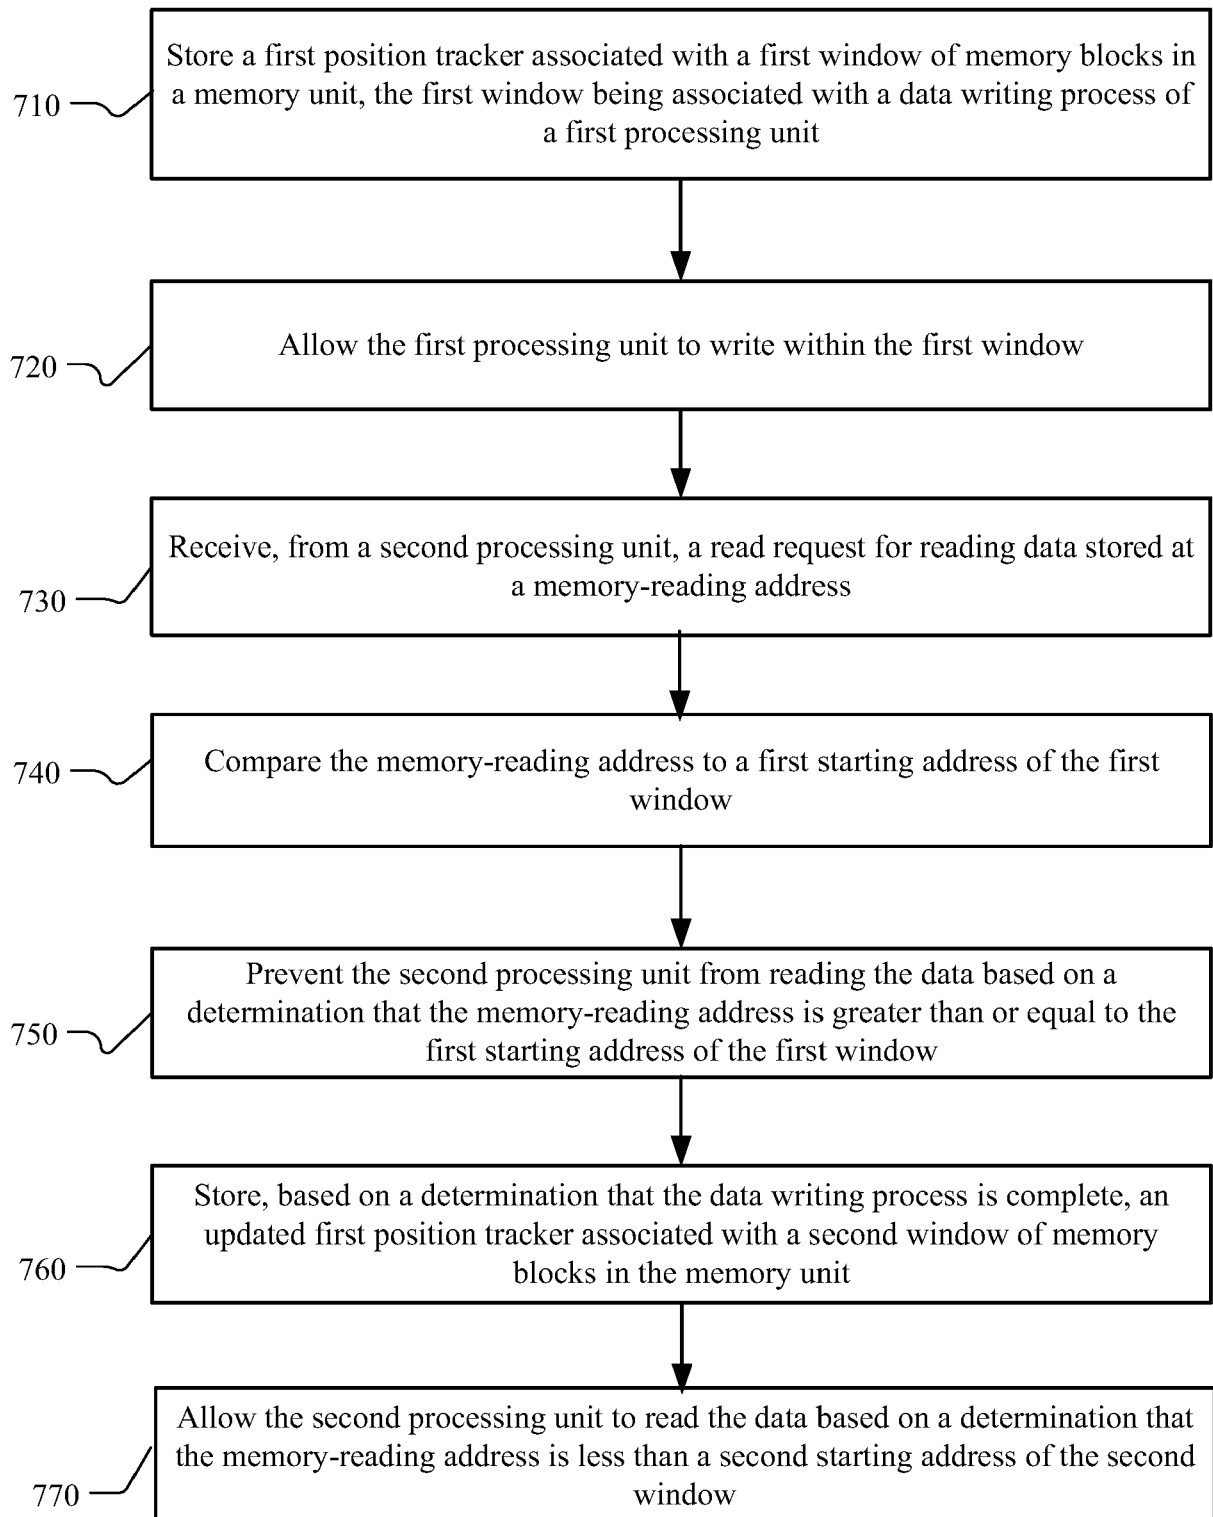 Store a first position tracker associated with a first window of memory blocks in
a memory unit, the first window being associated with a data writing process of
a first processing unit
710
Allow the first processing unit to write within the first window
720
Receive, from a second processing unit, a read request for reading data stored at
a memory-reading address
730
Compare the memory-reading address to a first starting address of the first
window
740
Prevent the second processing unit from reading the data based on a
determination that the memory-reading address is greater than or equal to the
first starting address of the first window
750
Store, based on a determination that the data writing process is complete, an
updated first position tracker associated with a second window of memory
blocks in the memory unit
760
Allow the second processing unit to read the data based on a determination that
the memory-reading address is less than a second starting address of the second
window
770